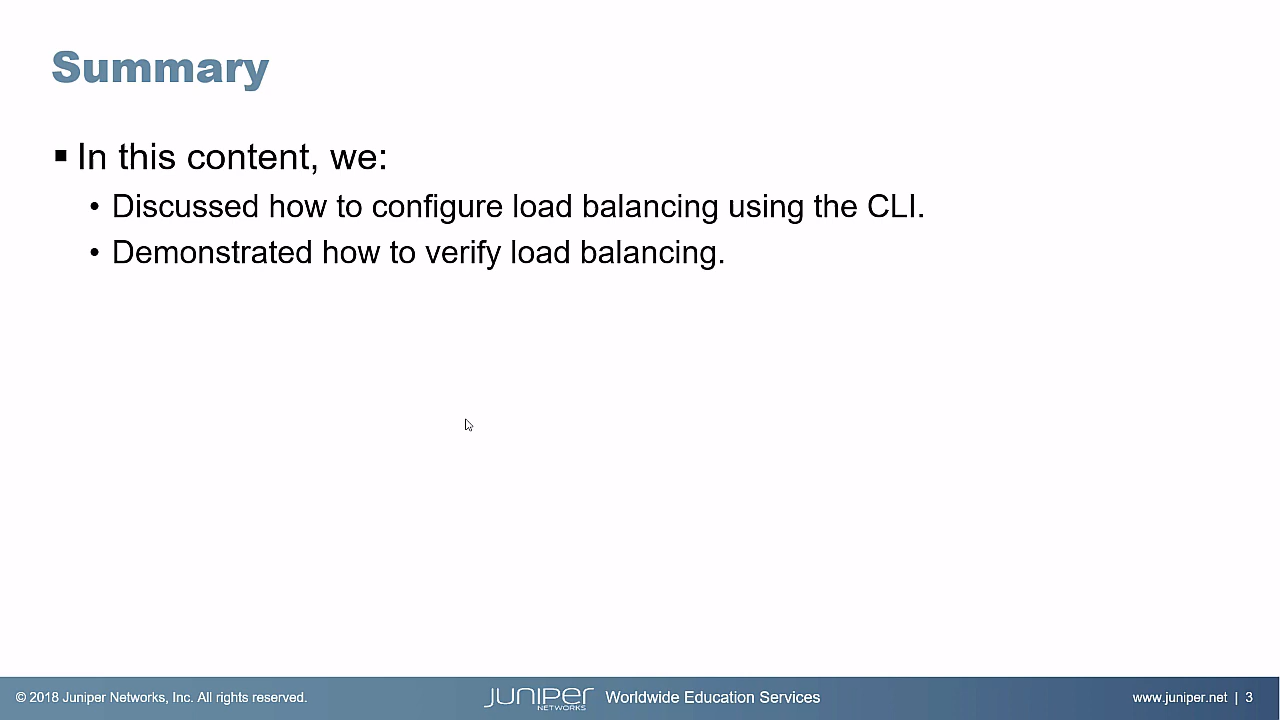 Summary
▪ In this content, we:
• Discussed how to configure load balancing using the CLI.
• Demonstrated how to verify load balancing.
© 2018 Juniper Networks, Inc. All rights reserved.
JUNIPER NETWORKS Worldwide Education Services
www.juniper.net | 3